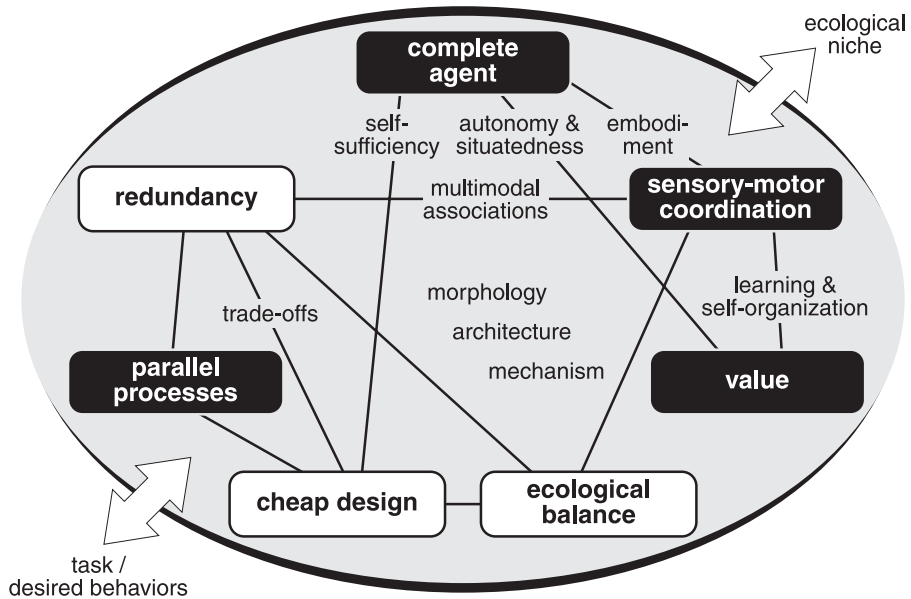 ecological
niche
complete
agent
self-
sufficiency
autonomy &
situatedness
embodi-
ment
redundancy
multimodal
associations
sensory-motor
coordination
morphology
architecture
mechanism
learning &
self-organization
trade-offs
parallel
processes
value
cheap design
ecological
balance
task /
desired behaviors